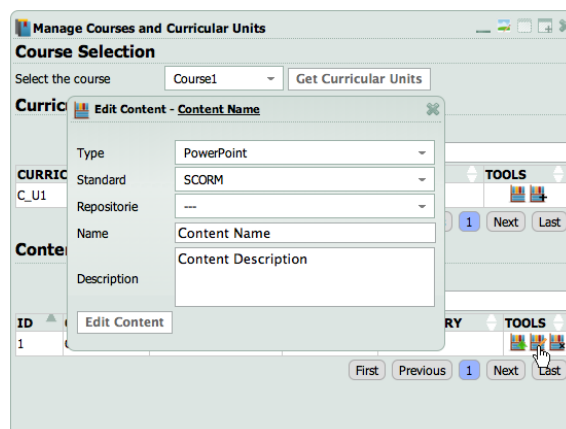 Manage Courses and Curricular Units
Course Selection
Select the course Course1 Get Curricular Units
Curric
Edit Content - Content Name
Type PowerPoint
CURRIC TOOLS
Standard SCORM
C_U1
Repositorie ---
1 Next Last
Name Content Name
Conte
Description Content Description
Edit Content
ID RY TOOLS
1
First Previous 1 Next Last